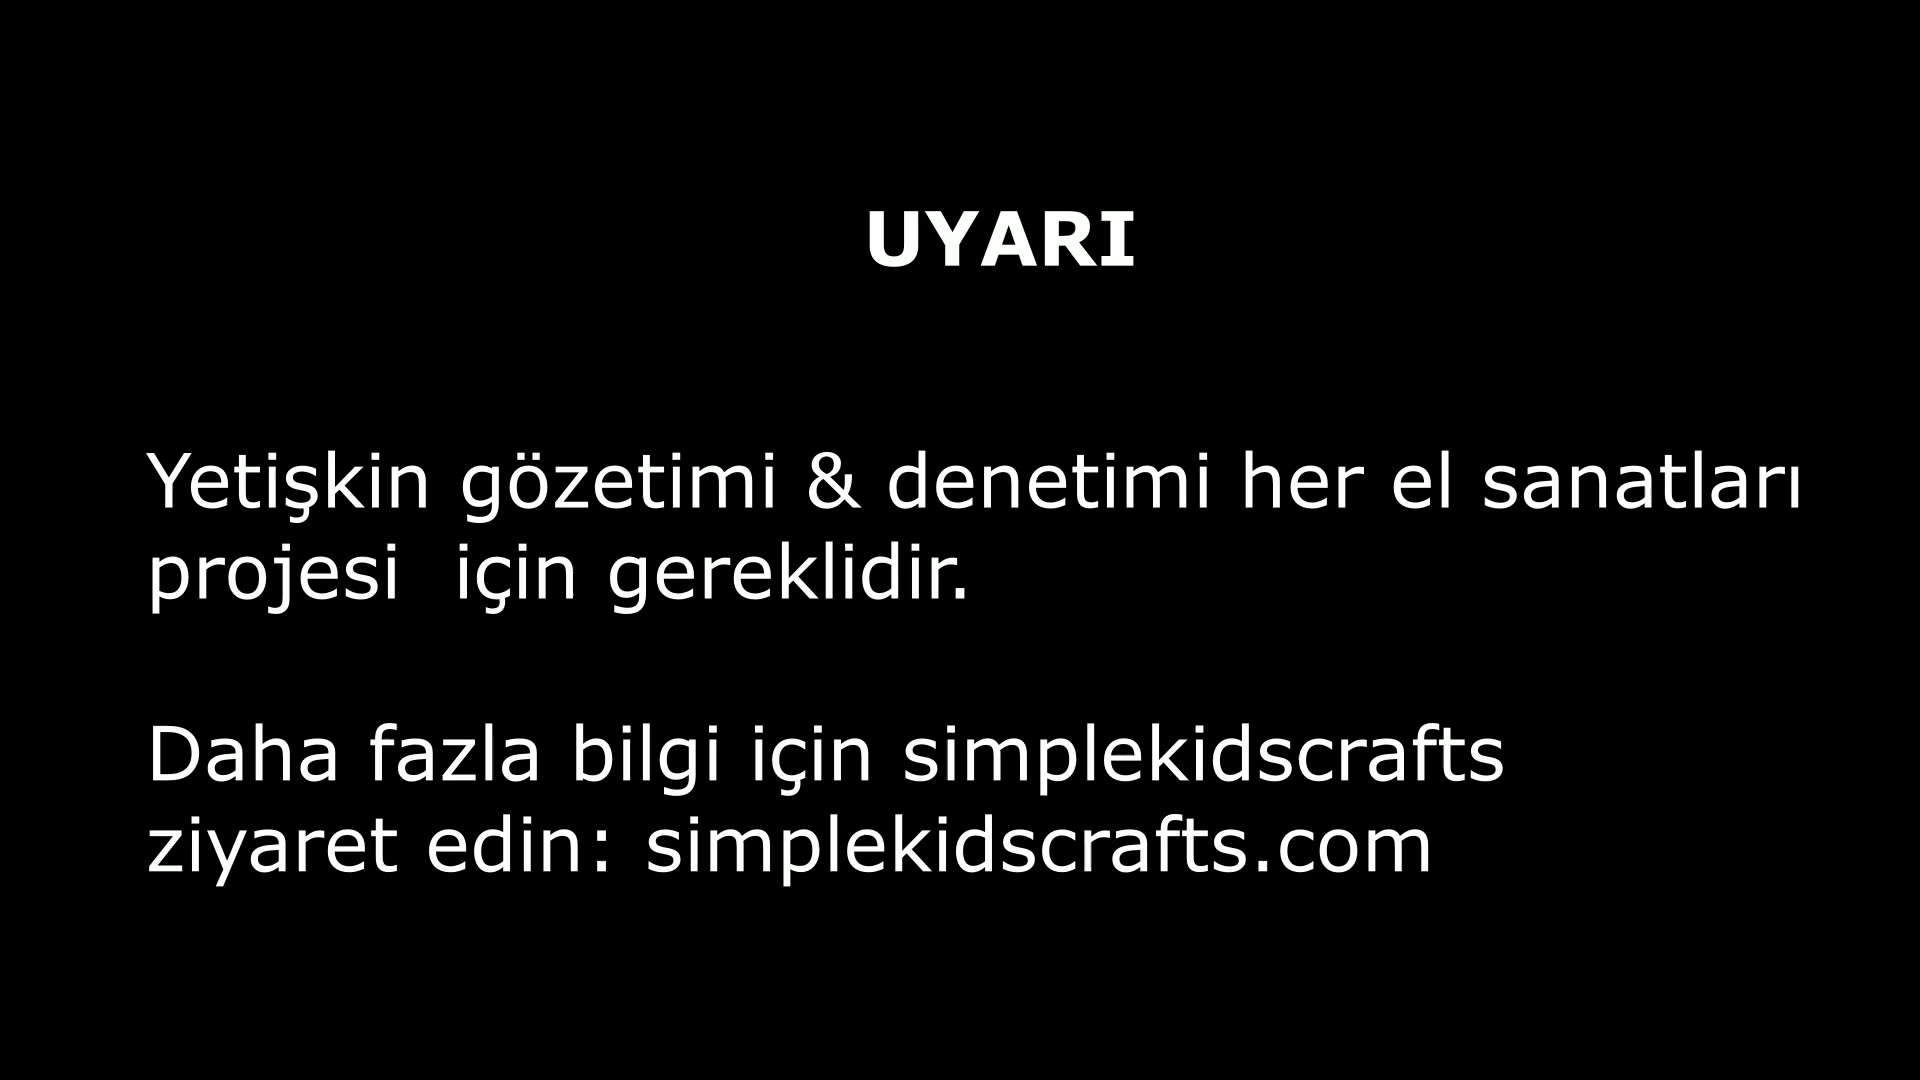 UYARI
Yetişkin gözetimi & denetimi her el sanatları
projesi  için gereklidir.
Daha fazla bilgi için simplekidscrafts
ziyaret edin: simplekidscrafts.com